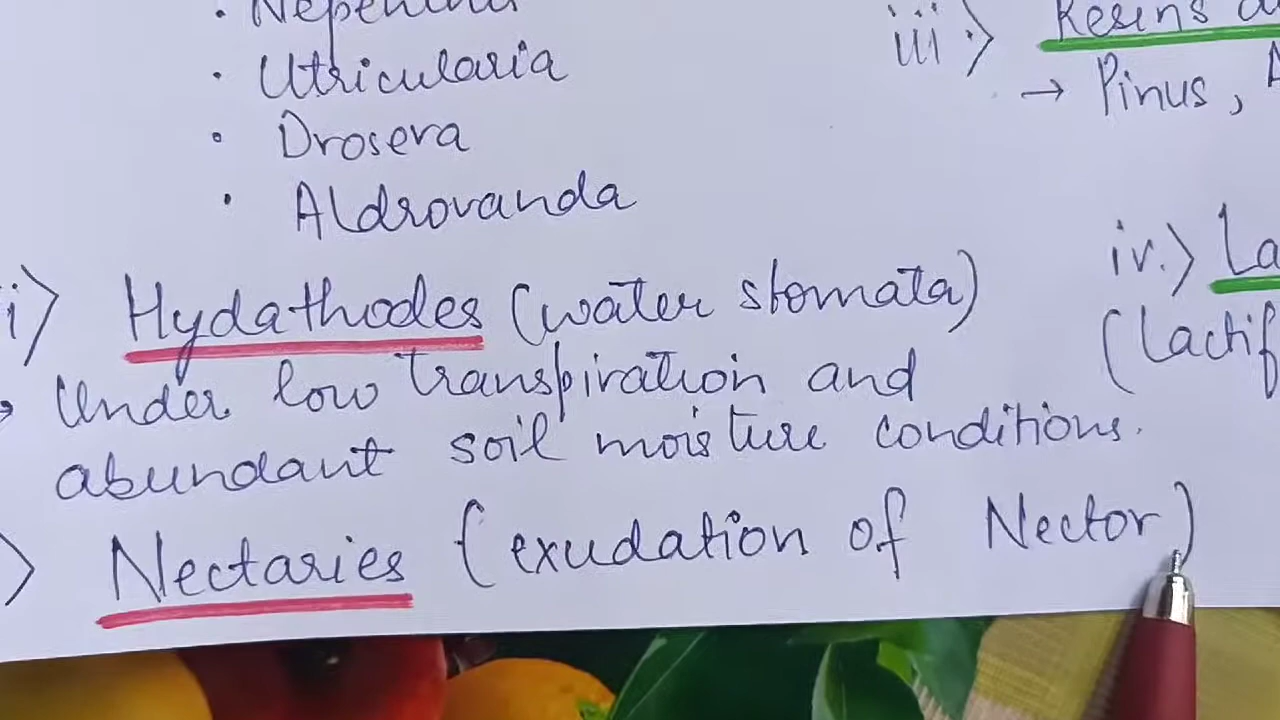 · Utricularia
· Drosera
· Aldrovanda
i) Hydathodes (water stomata)
Under low transpiration and
abundant soil moisture conditions.
) Nectaries (exudation of Nector)
iii) Resins
→ Pinus,
iv.) La
(Lactif